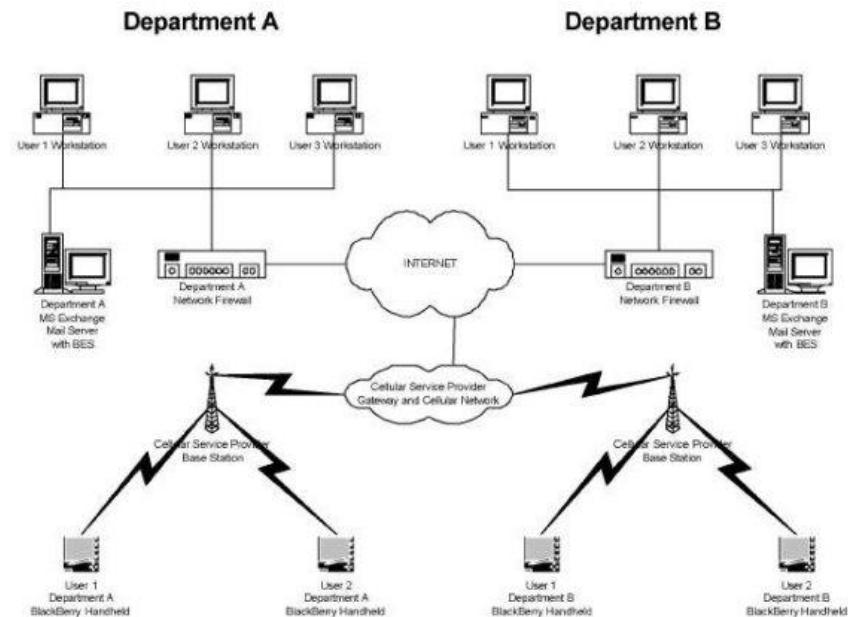 Department A
Department B
User 1 Workstation
User 2 Workstation
User 3 Workstation
User 1 Workstation
User 2 Workstation
User 3 Workstation
INTERNET
Department A
MS Exchange
Mail Server
with BES
Department A
Network Firewall
Department B
Network Firewall
Department B
MS Exchange
Mail Server
with BES
Cellular Service Provider
Gateway and Cellular Network
Cellular Service Provider
Base Station
Cellular Service Provider
Base Station
User 1
Department A
BlackBerry Handheld
User 2
Department A
BlackBerry Handheld
User 1
Department B
BlackBerry Handheld
User 2
Department B
BlackBerry Handheld